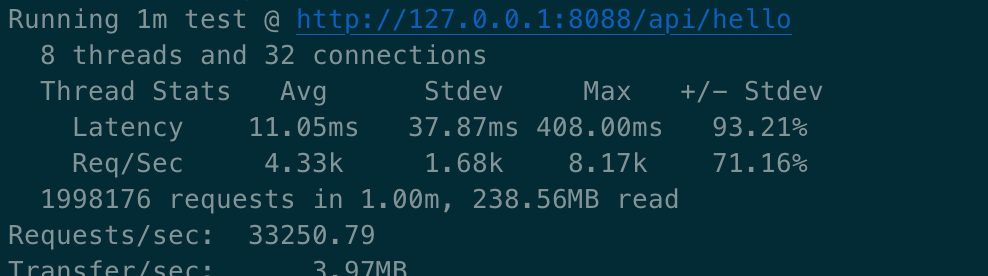 Running 1m test @ http://127.0.0.1:8088/api/hello
8 threads and 32 connections
Thread Stats Avg Stdev Max +/- Stdev
Latency 11.05ms 37.87ms 408.00ms 93.21%
Req/Sec 4.33k 1.68k 8.17k 71.16%
1998176 requests in 1.00m, 238.56MB read
Requests/sec: 33250.79
Transfer/sec: 3.97MB